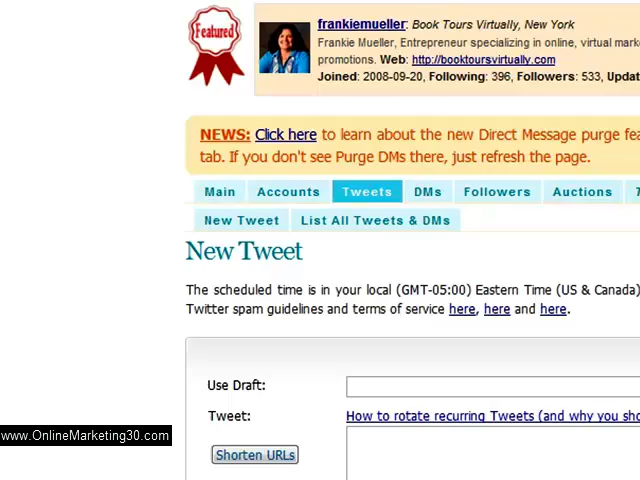 Featured
frankiemueller: Book Tours Virtually, New York
Frankie Mueller, Entrepreneur specializing in online, virtual
promotions. Web: http://booktoursvirtually.com
Joined: 2008-09-20, Following: 396, Followers: 533,
NEWS: Click here to learn about the new Direct Message purge
tab. If you don't see Purge DMs there, just refresh the page.
Main Accounts Tweets DMs Followers Auctions
New Tweet List All Tweets & DMs
New Tweet
The scheduled time is in your local (GMT-05:00) Eastern Time (US & Canada)
Twitter spam guidelines and terms of service here, here and here.
Use Draft:
Tweet: How to rotate recurring Tweets (and why you
www.OnlineMarketing30.com
Shorten URLs